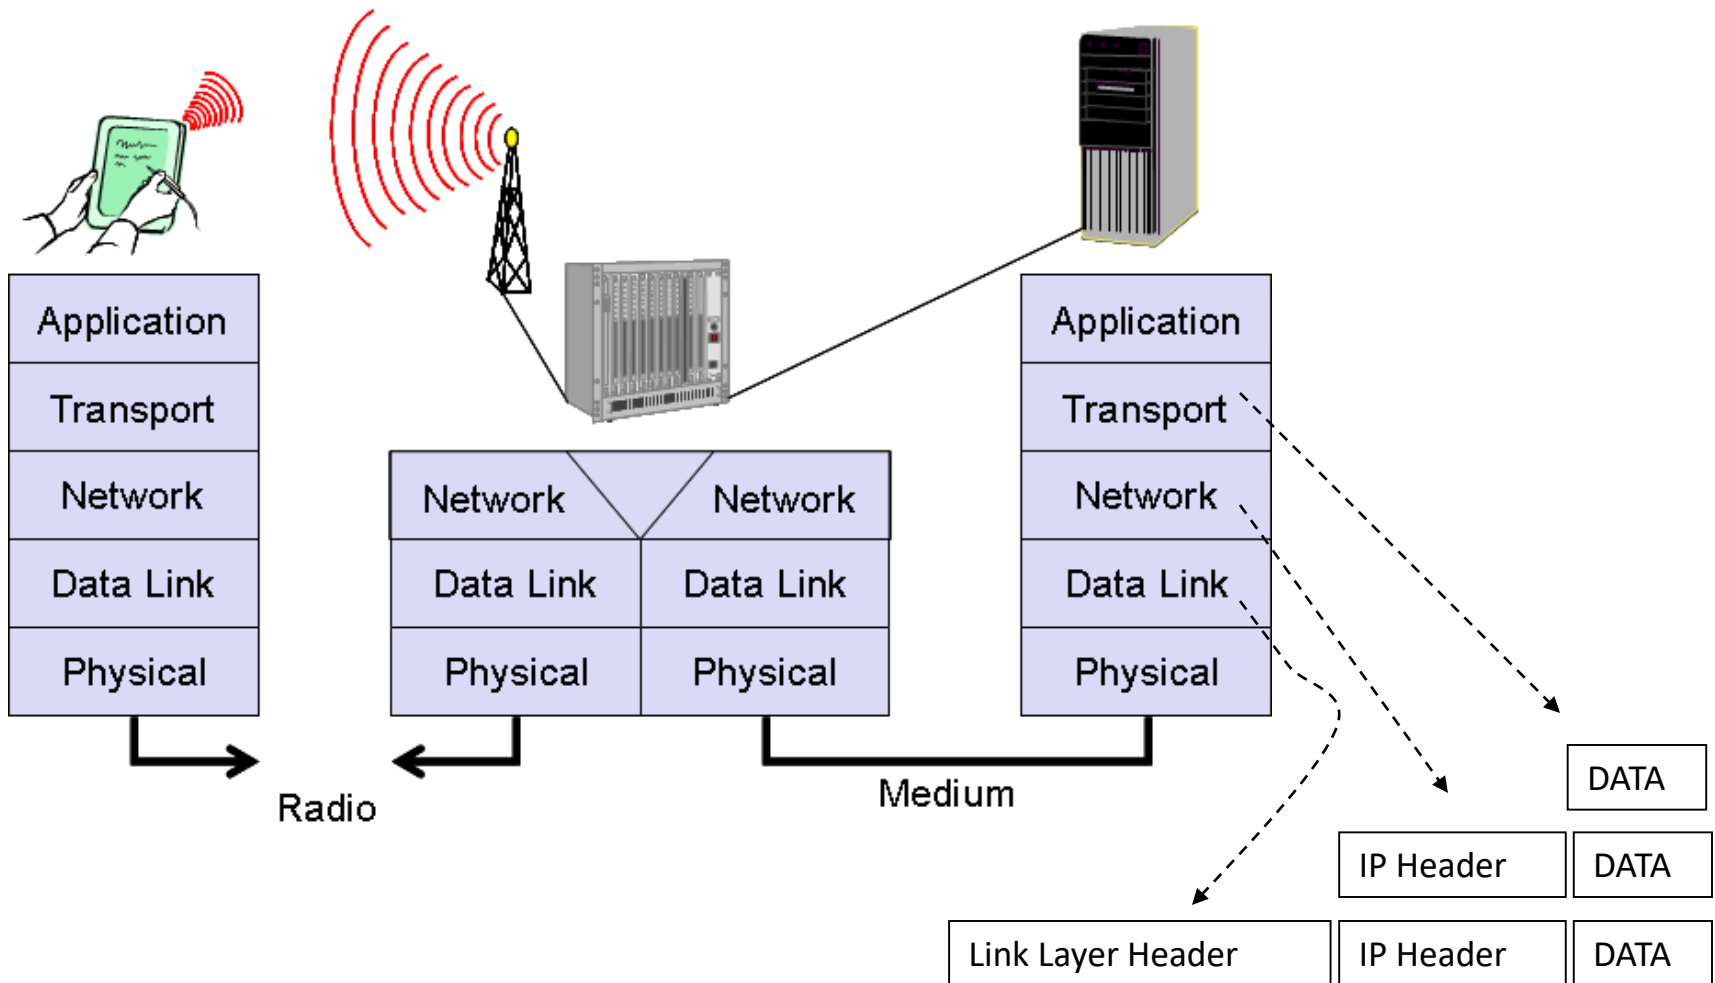 Application
Transport
Network
Data Link
Physical
Network
Network
Data Link
Data Link
Physical
Physical
Application
Transport
Network
Data Link
Physical
Radio
Medium
DATA
IP Header
DATA
Link Layer Header
IP Header
DATA